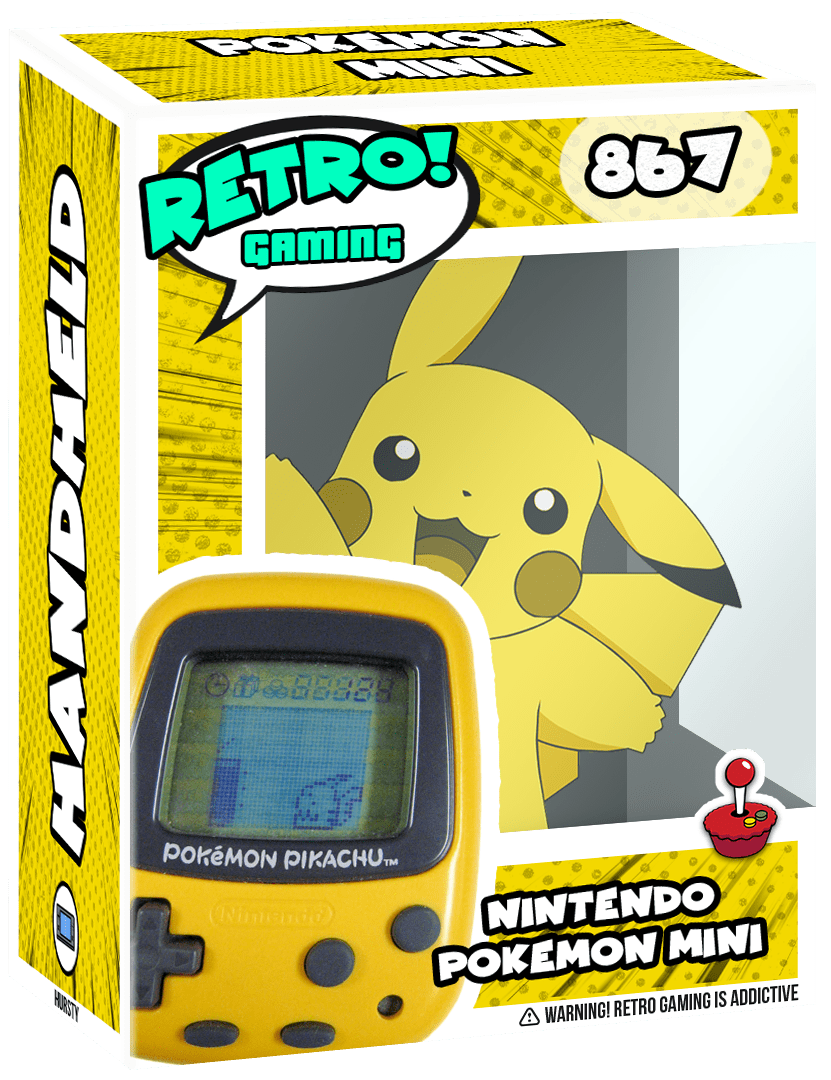 POKEMON
MINI
RETRO!
GAMING
867
HANDHELD
POKéMON PIKACHU™
Nintendo
NINTENDO
POKEMON MINI
HURSTY
WARNING! RETRO GAMING IS ADDICTIVE